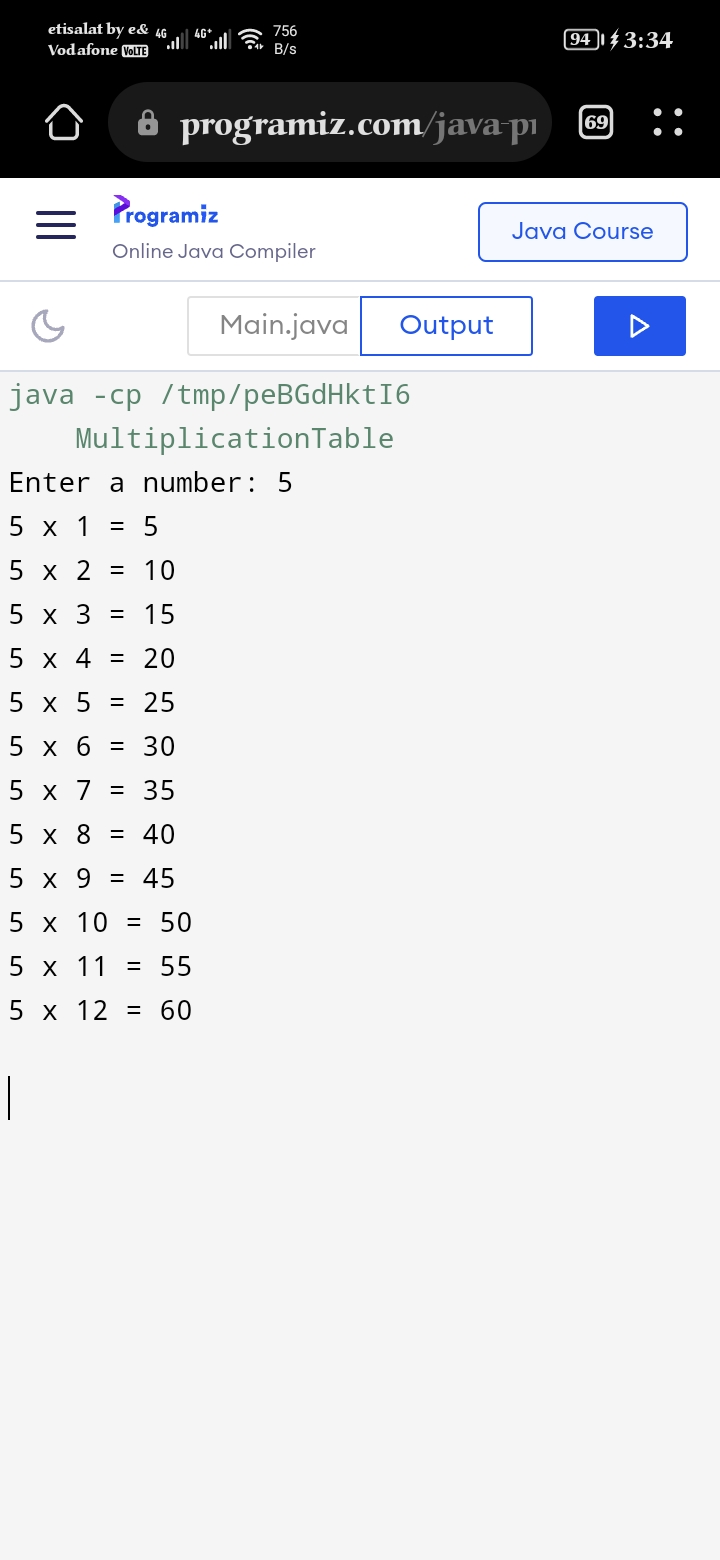 etisalat by e& 4G 4G+ 756
Vodafone VoLTE B/s
94 3:34
programiz.com/java-pr
69
Programiz
Online Java Compiler
Java Course
Main.java
Output
java -cp /tmp/peBGdHktI6
MultiplicationTable
Enter a number: 5
5 x 1 = 5
5 x 2 = 10
5 x 3 = 15
5 x 4 = 20
5 x 5 = 25
5 x 6 = 30
5 x 7 = 35
5 x 8 = 40
5 x 9 = 45
5 x 10 = 50
5 x 11 = 55
5 x 12 = 60